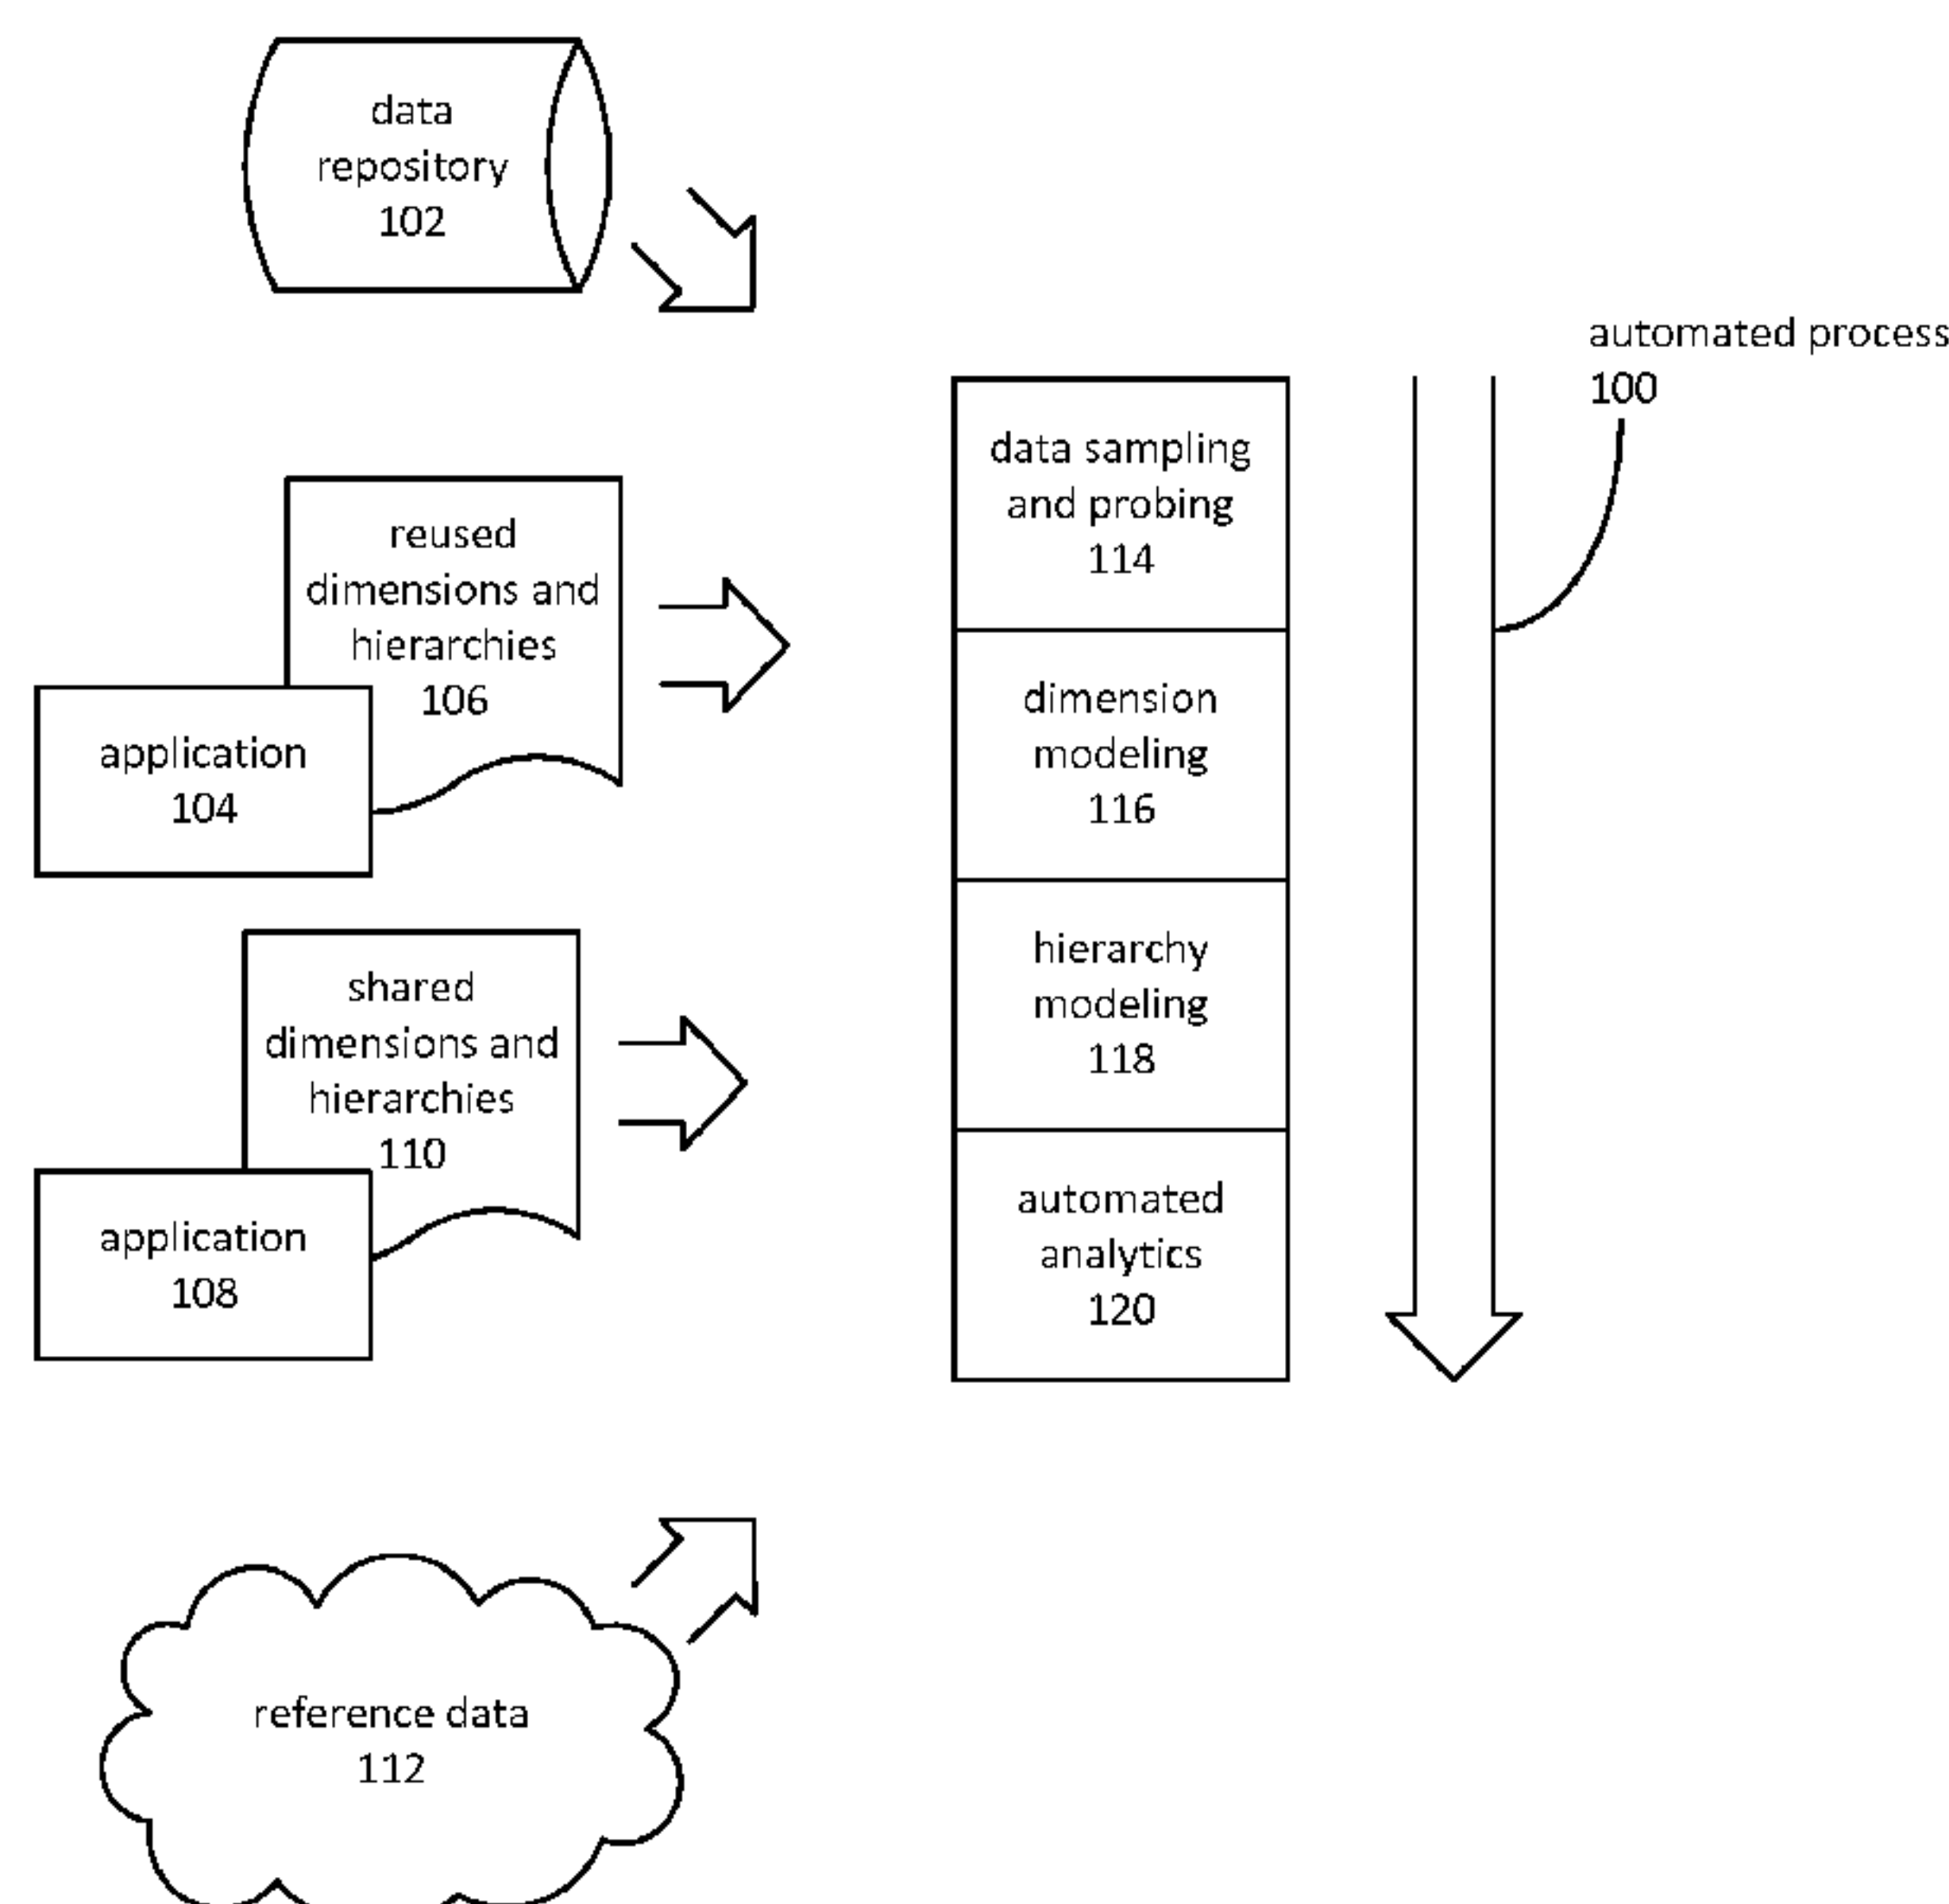 data
repository
102
automated process
100
reused
dimensions and
hierarchies
106
application
104
shared
dimensions and
hierarchies
110
application
108
reference data
112
data sampling
and probing
114
dimension
modeling
116
hierarchy
modeling
118
automated
analytics
120